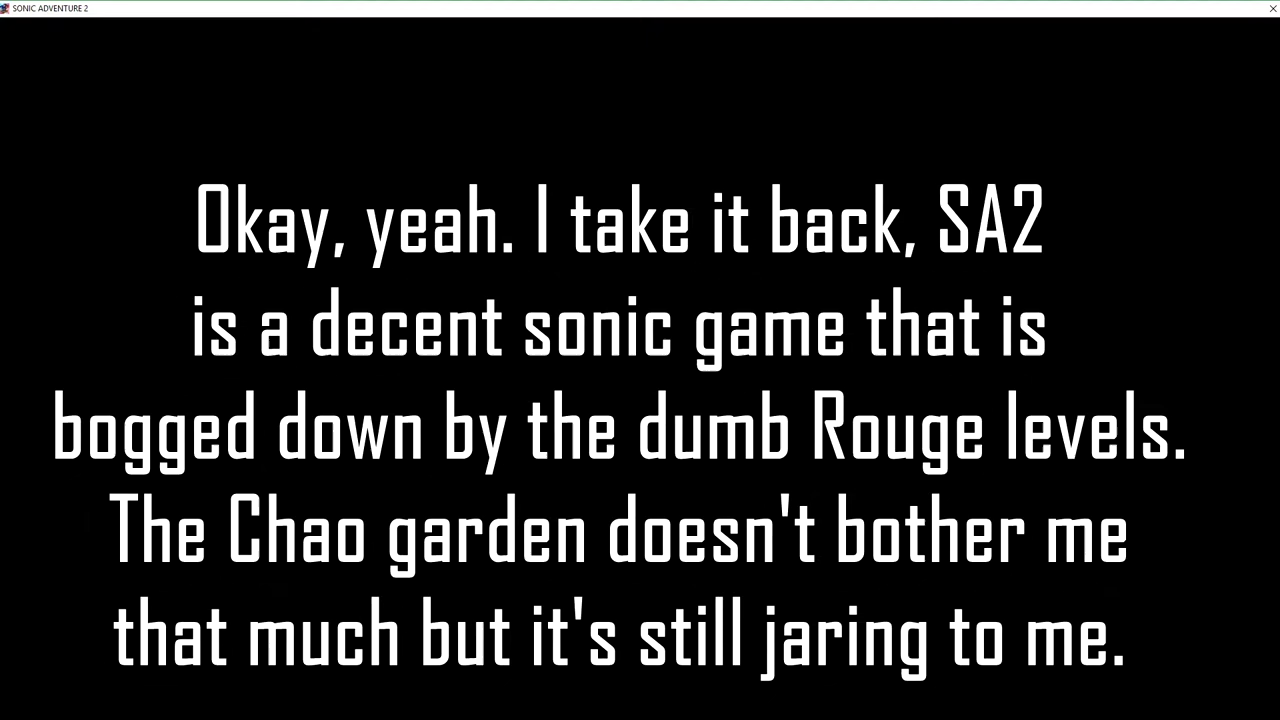 SONIC ADVENTURE 2
Okay, yeah. I take it back, SA2
is a decent sonic game that is
bogged down by the dumb Rouge levels.
The Chao garden doesn't bother me
that much but it's still jaring to me.